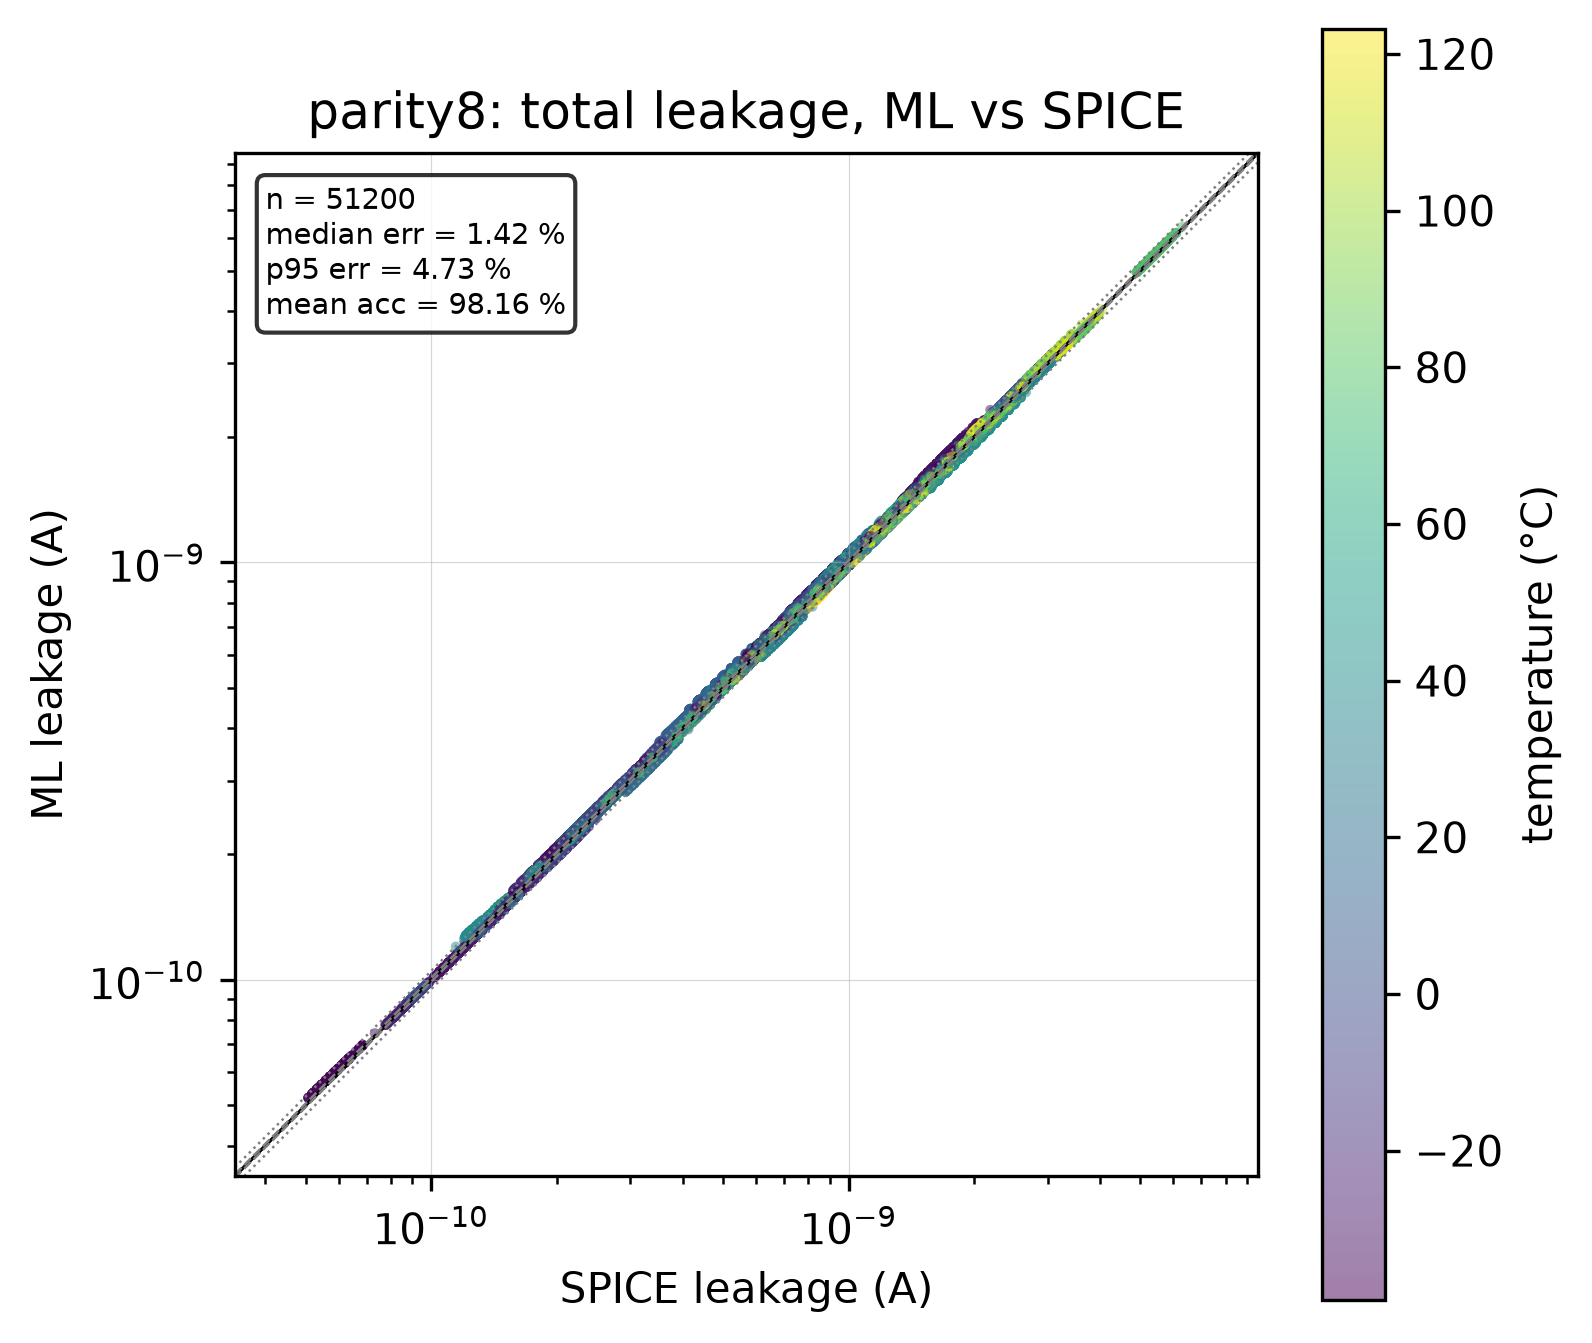 parity8: total leakage, ML vs SPICE
n = 51200
median err = 1.42 %
p95 err = 4.73 %
mean acc = 98.16 %
ML leakage (A)
10⁻⁹
10⁻¹⁰
10⁻¹⁰
10⁻⁹
SPICE leakage (A)
120
100
80
60
40
20
0
−20
temperature (°C)